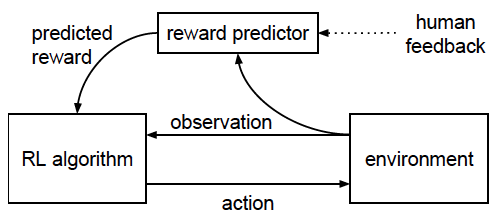 predicted
reward
reward predictor
human
feedback
observation
RL algorithm
environment
action